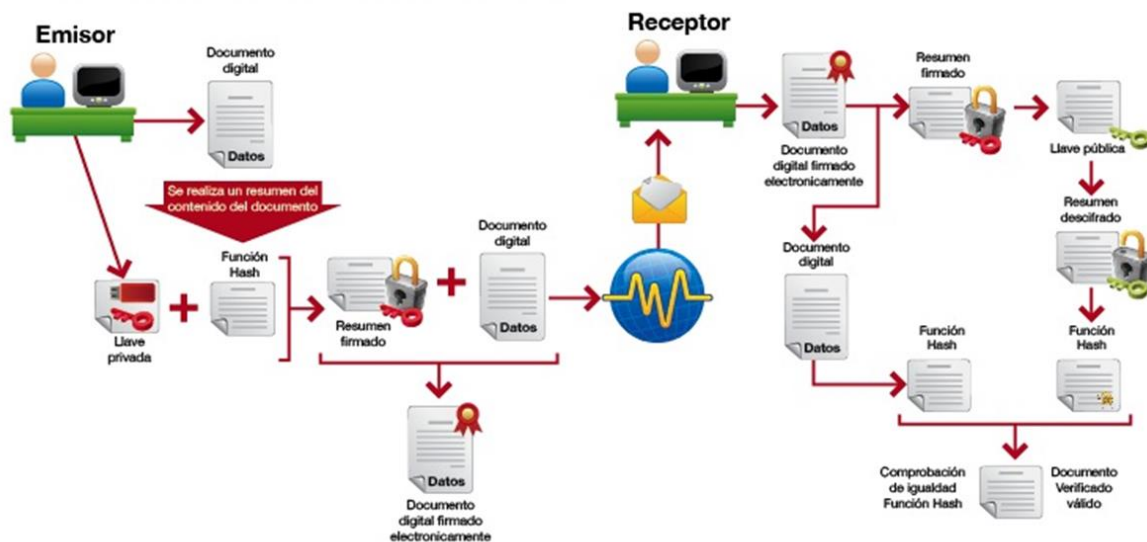 Emisor
Documento
digital
Datos
Se realiza un resumen del
contenido del documento
Llave
privada
Función
Hash
Resumen
firmado
Documento
digital
Datos
Datos
Documento
digital firmado
electronicamente
Receptor
Datos
Documento
digital firmado
electronicamente
Resumen
firmado
Llave pública
Resumen
descifrado
Documento
digital
Datos
Función
Hash
Función
Hash
Comprobación
de igualdad
Función Hash
Documento
Verificado
válido